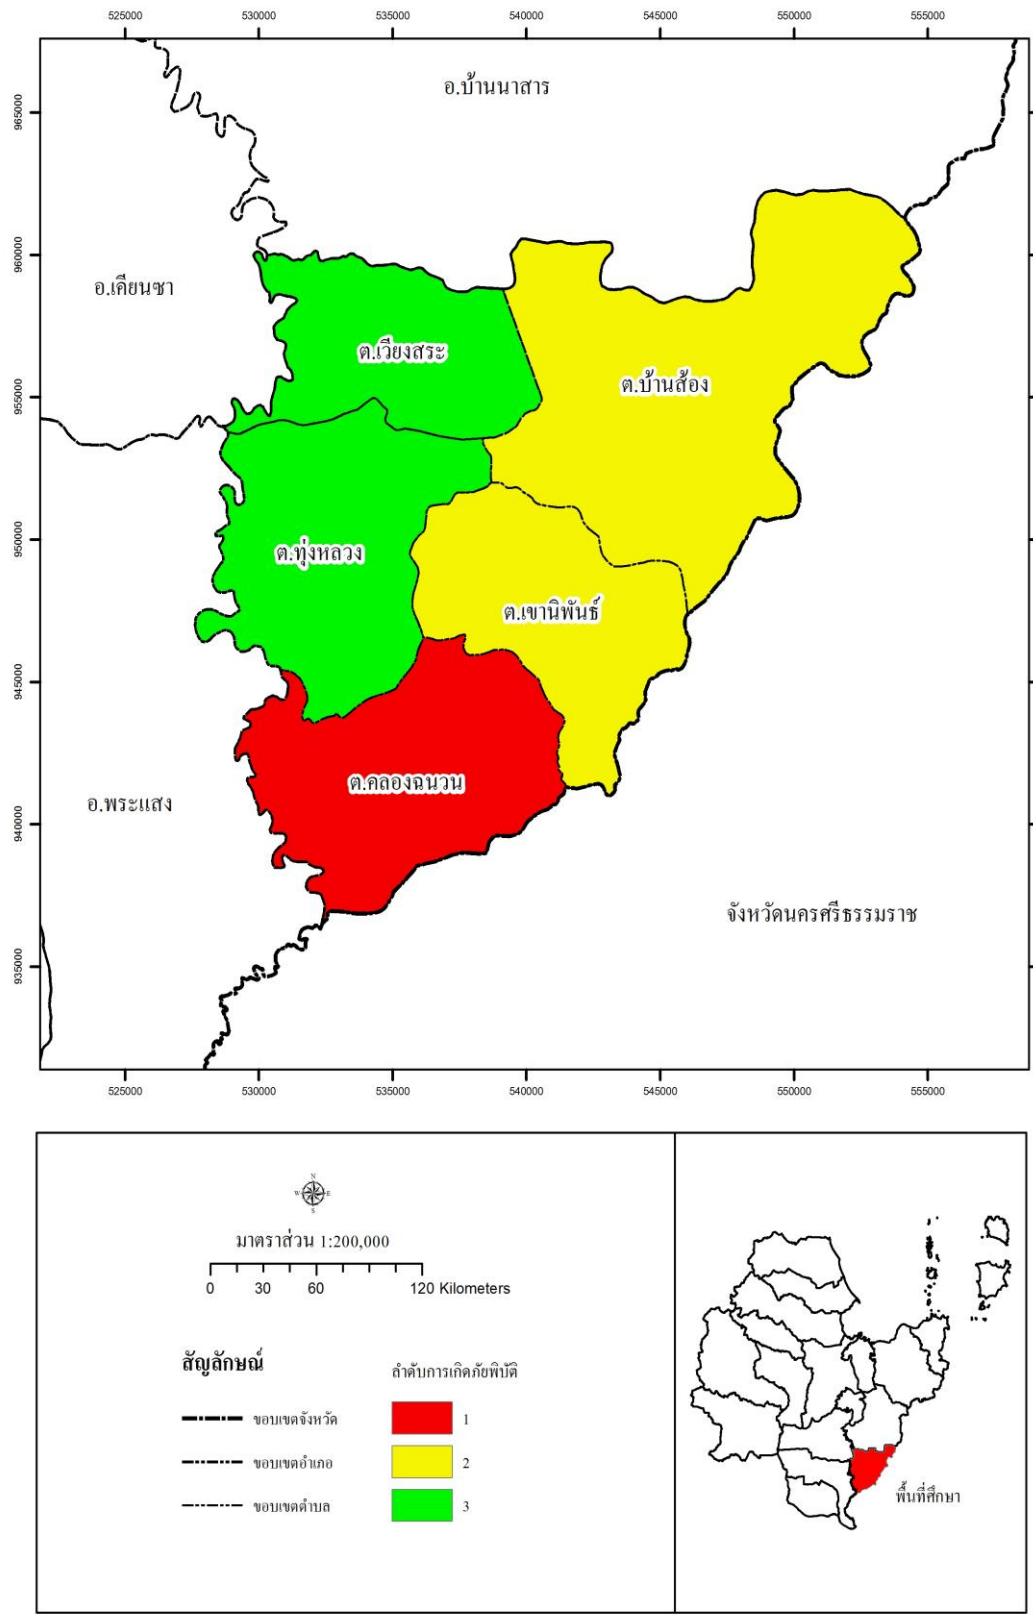 525000 530000 535000 540000 545000 550000 555000
อ.บ้านนาสาร
965000
960000
อ.เคียนซา
ต.เวียงสระ
ต.บ้านส้อง
955000
950000
ต.ทุ่งหลวง
ต.เขานิพันธ์
945000
ต.คลองฉนวน
อ.พระแสง
940000
จังหวัดนครศรีธรรมราช
935000
525000 530000 535000 540000 545000 550000 555000
N
W E
S
มาตราส่วน 1:200,000
0 30 60 120 Kilometers
สัญลักษณ์
ลำดับการเกิดภัยพิบัติ
ขอบเขตจังหวัด
1
ขอบเขตอำเภอ
2
ขอบเขตตำบล
3
พื้นที่ศึกษา